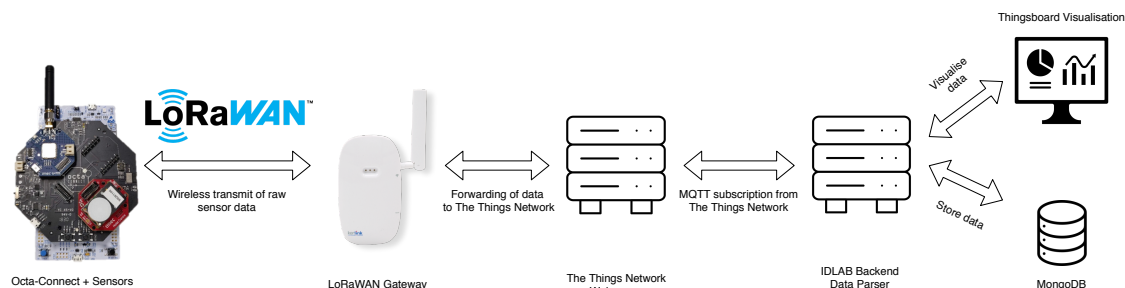 Thingsboard Visualisation
LoRaWAN™
Visualise
data
octa
Wireless transmit of raw
sensor data
Forwarding of data
to The Things Network
MQTT subscription from
The Things Network
Store data
Octa-Connect + Sensors
LoRaWAN Gateway
The Things Network
IDLAB Backend
Data Parser
MongoDB